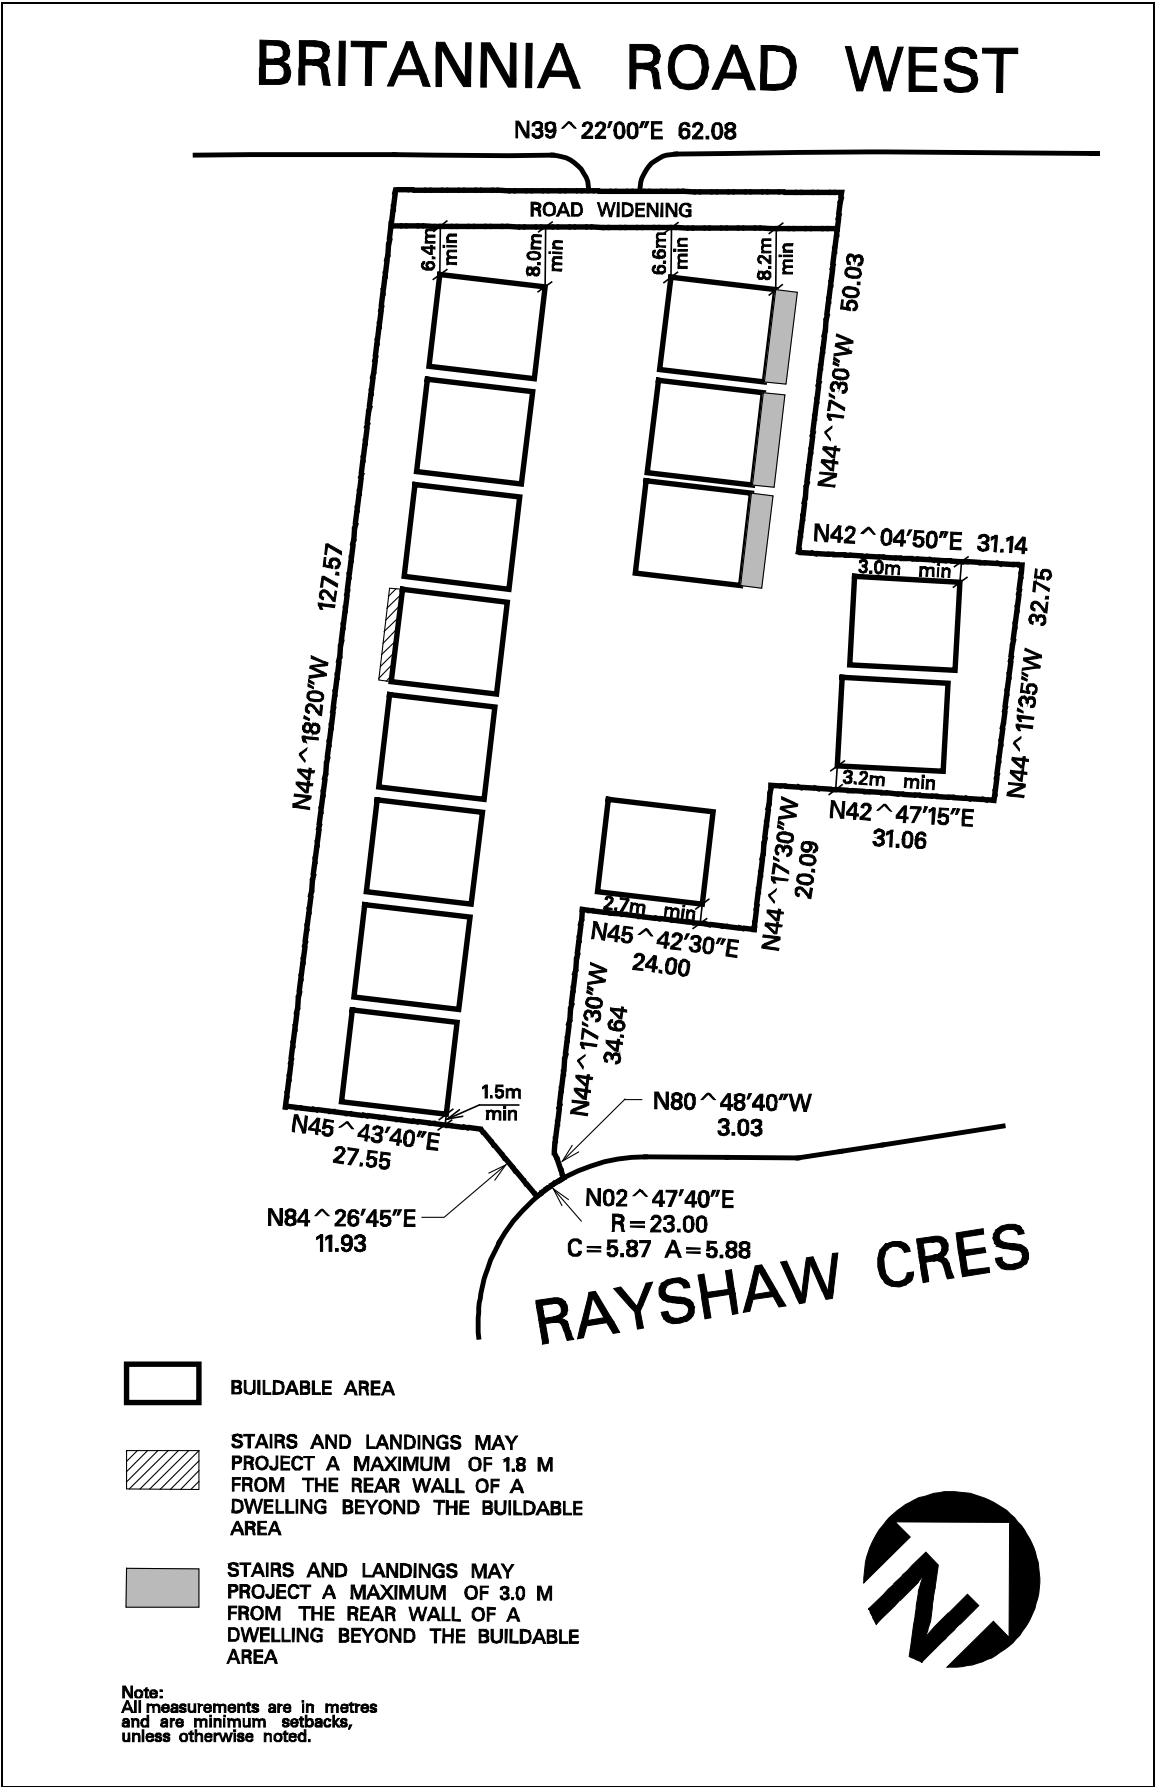 BRITANNIA ROAD WEST
N39^22'00"E 62.08
ROAD WIDENING
6.4m
min
8.0m
min
6.6m
min
8.2m
min
N44^17'30"W 50.03
N42^04'50"E 31.14
3.0m min
N44^11'35"W 32.75
N44^18'20"W 127.57
3.2m min
N42^47'15"E
31.06
N44^17'30"W
20.09
2.7m min
N45^42'30"E
24.00
N44^17'30"W
34.64
1.5m
min
N80^48'40"W
3.03
N45^43'40"E
27.55
N84^26'45"E
11.93
N02^47'40"E
R=23.00
C=5.87 A=5.88
RAYSHAW CRES
BUILDABLE AREA
STAIRS AND LANDINGS MAY
PROJECT A MAXIMUM OF 1.8 M
FROM THE REAR WALL OF A
DWELLING BEYOND THE BUILDABLE
AREA
STAIRS AND LANDINGS MAY
PROJECT A MAXIMUM OF 3.0 M
FROM THE REAR WALL OF A
DWELLING BEYOND THE BUILDABLE
AREA
N
Note:
All measurements are in metres
and are minimum setbacks,
unless otherwise noted.